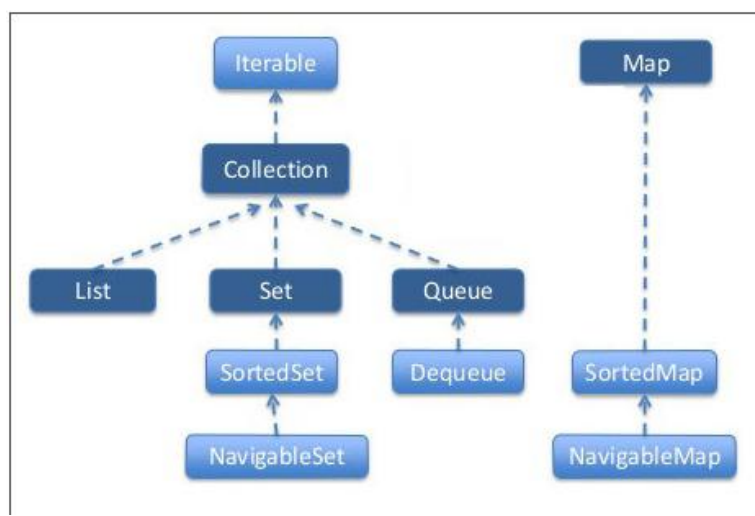 Iterable
Map
Collection
List
Set
Queue
SortedSet
Dequeue
SortedMap
NavigableSet
NavigableMap